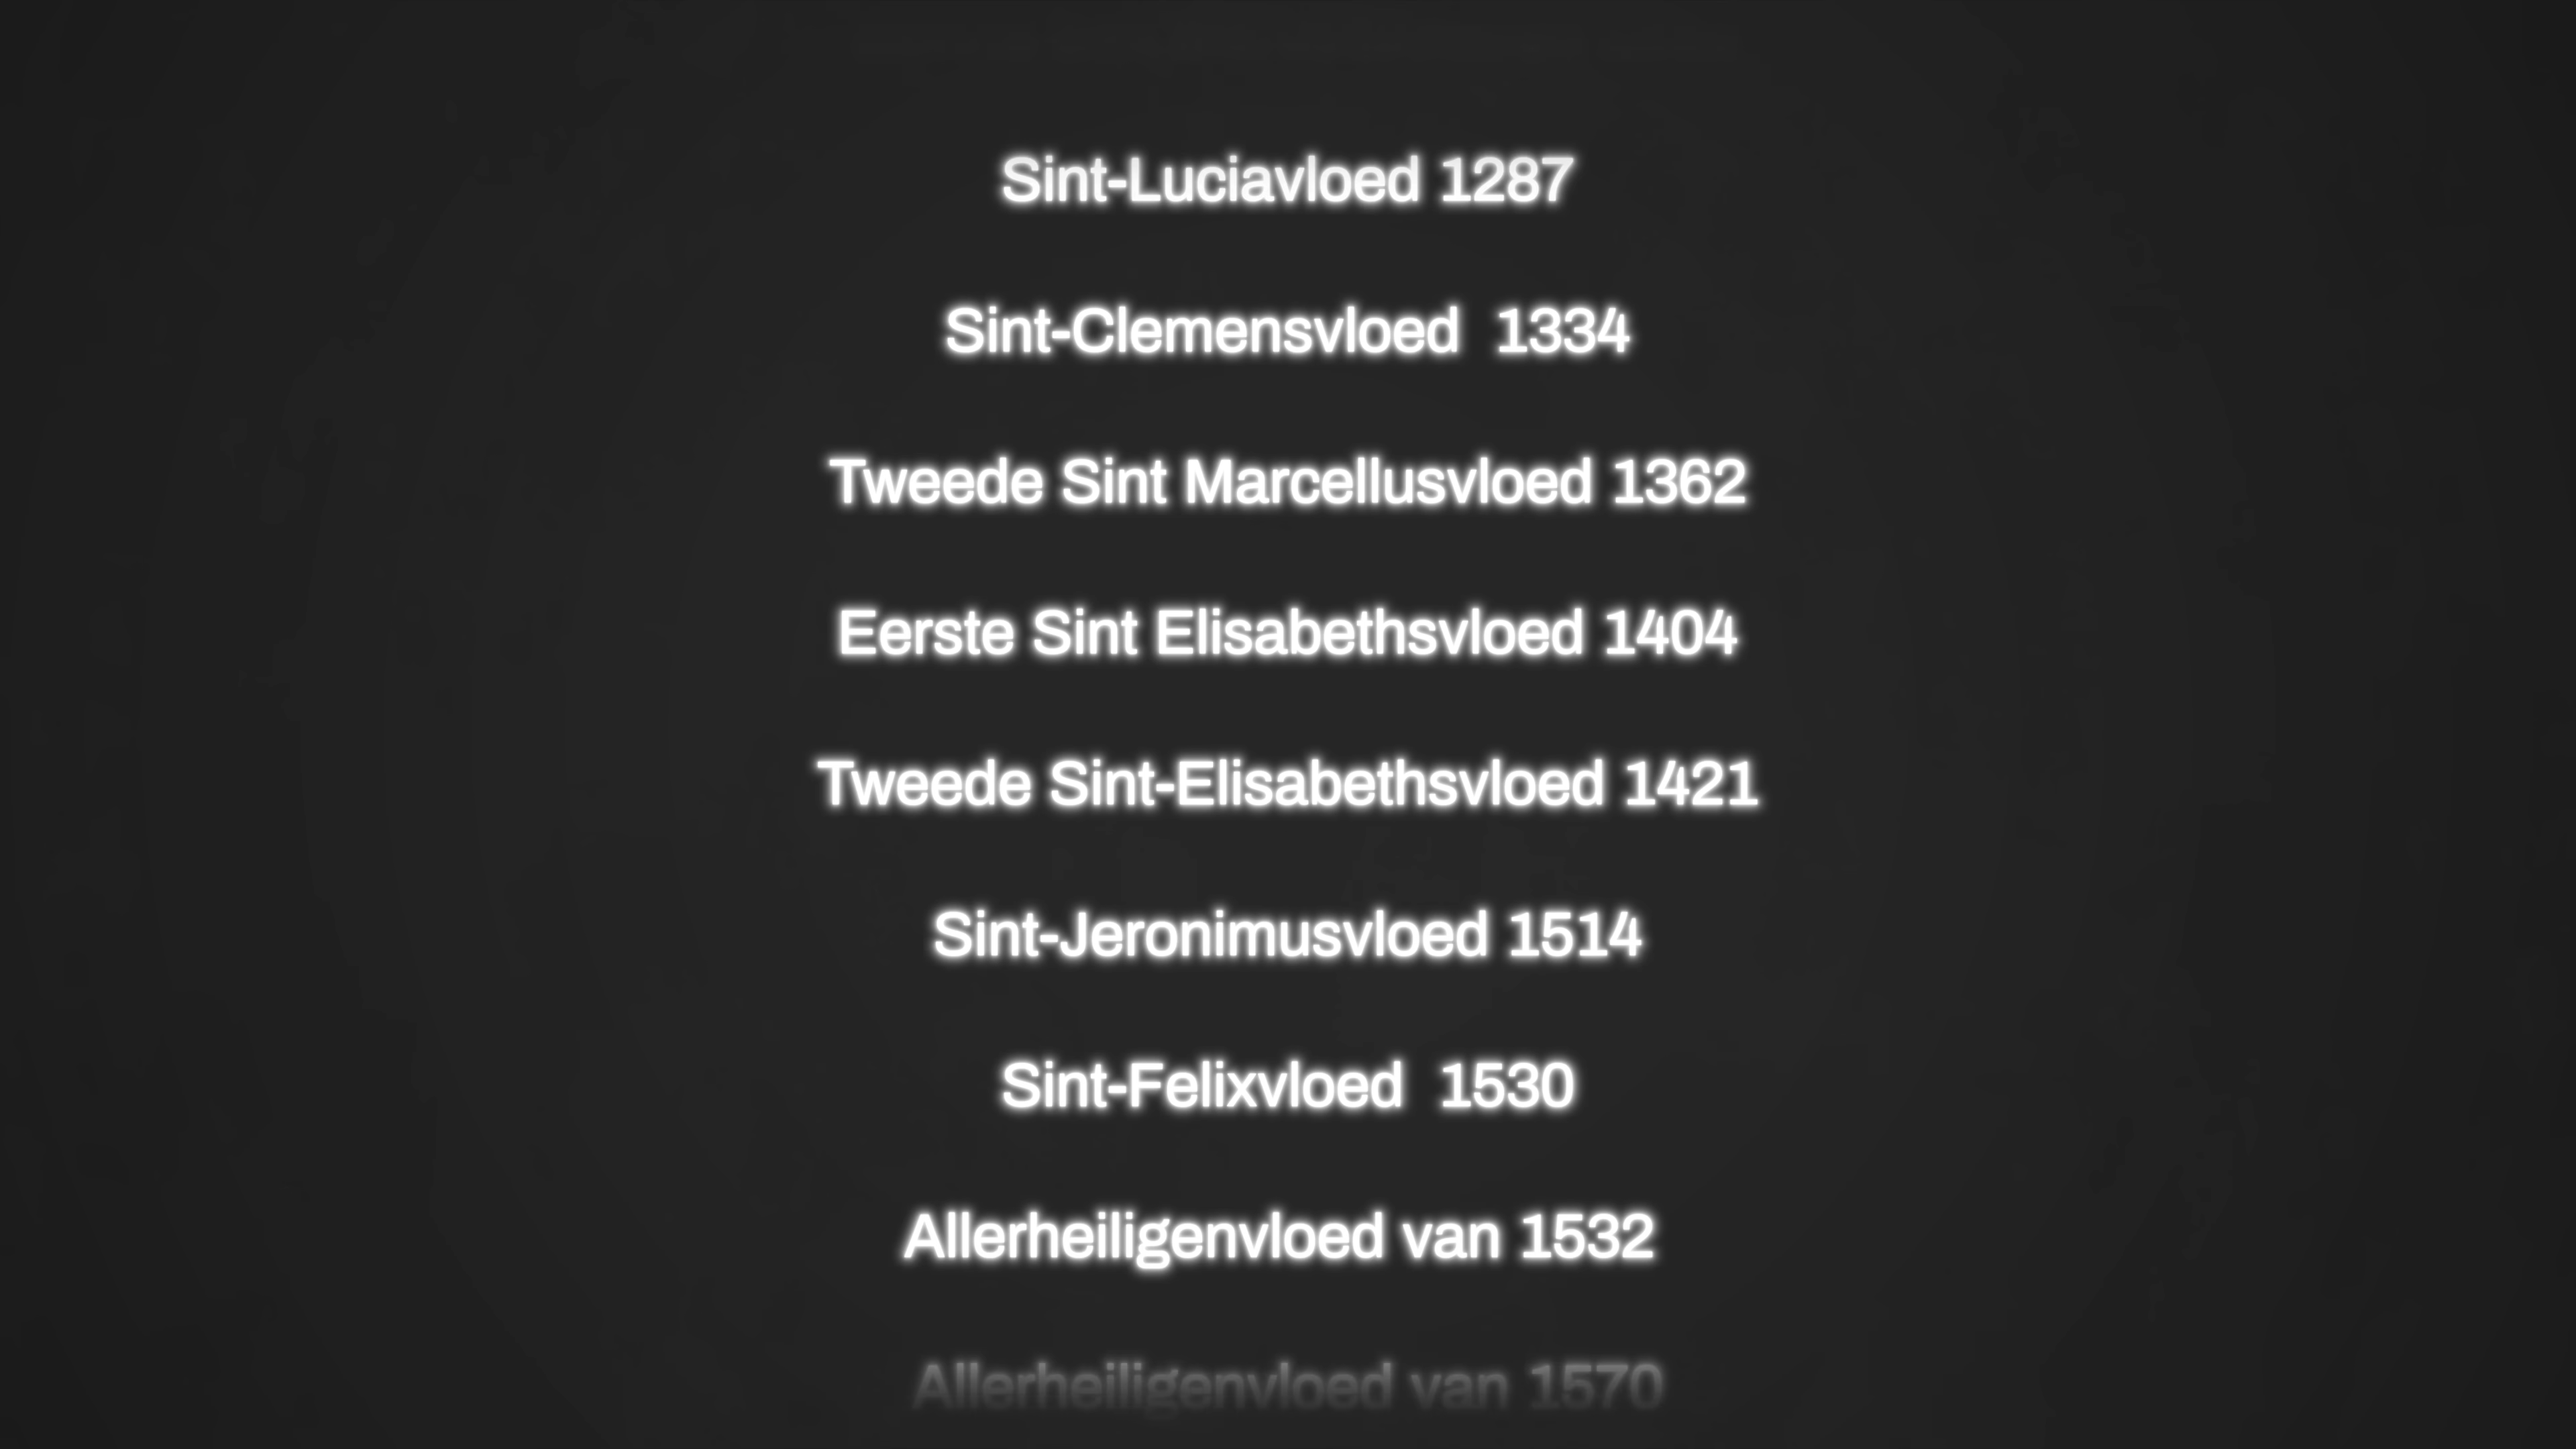 Sint-Luciavloed 1287
Sint-Clemensvloed  1334
Tweede Sint Marcellusvloed 1362
Eerste Sint Elisabethsvloed 1404
Tweede Sint-Elisabethsvloed 1421
Sint-Jeronimusvloed 1514
Sint-Felixvloed  1530
Allerheiligenvloed van 1532
Allerheiligenvloed van 1570